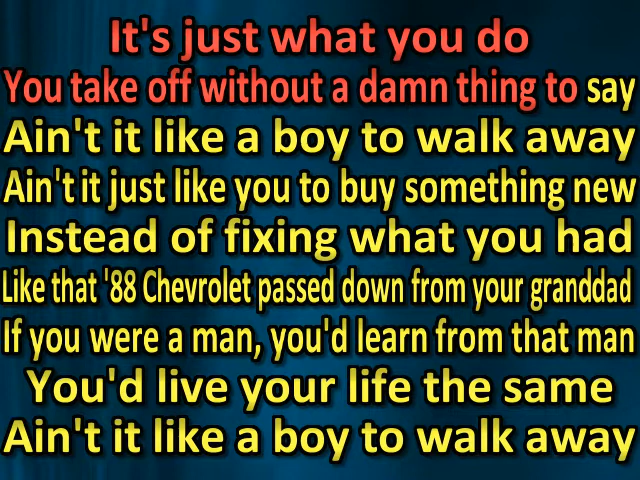 It's just what you do
You take off without a damn thing to say
Ain't it like a boy to walk away
Ain't it just like you to buy something new
Instead of fixing what you had
Like that '88 Chevrolet passed down from your granddad
If you were a man, you'd learn from that man
You'd live your life the same
Ain't it like a boy to walk away